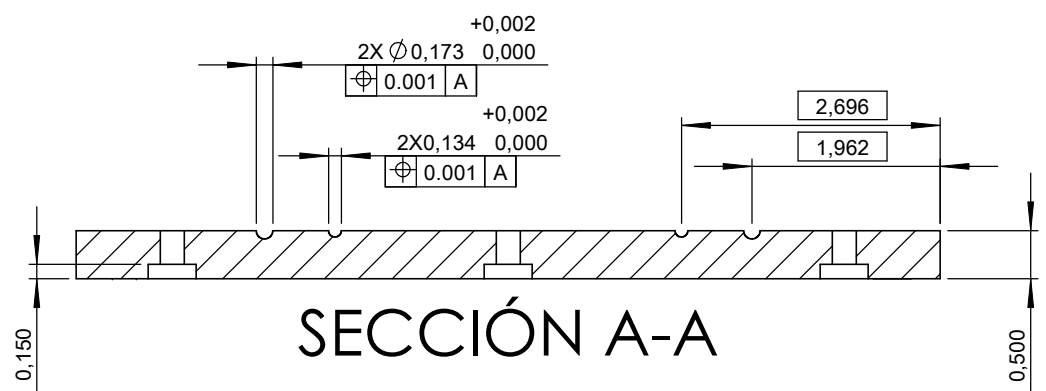 +0,002
2X ∅ 0,173 0,000
⌖ 0.001 A
+0,002
2X0,134 0,000
⌖ 0.001 A
2,696
1,962
0,150
SECCIÓN A-A
0,500